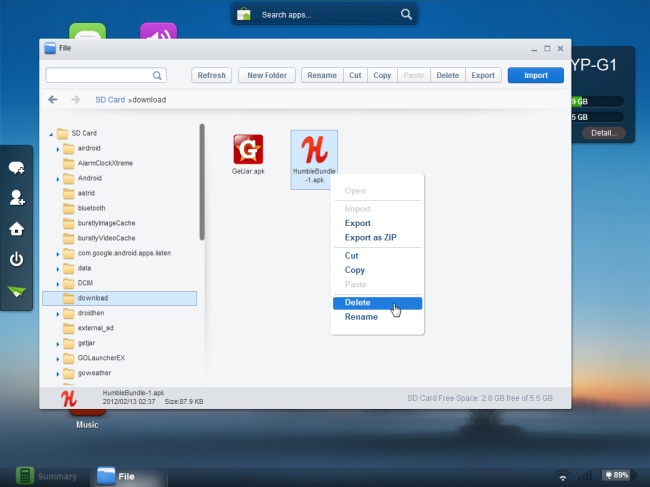 Search apps...
File
YP-G1
Refresh
New Folder
Rename
Cut
Copy
Paste
Delete
Export
Import
9 GB
5 GB
Detail...
SD Card »download
SD Card
airdroid
AlarmClockXtreme
Android
astrid
bluetooth
burstlyImageCache
burstlyVideoCache
com.google.android.apps.listen
data
DCIM
download
droidhen
external_sd
getjar
GOLauncherEX
goweather
G
GetJar.apk
H
HumbleBundle
-1.apk
Open
Import
Export
Export as ZIP
Cut
Copy
Paste
Delete
Rename
HumbleBundle-1.apk
2012/02/13 02:37 Size:87.9 KB
SD Card Free Space: 2.8 GB free of 5.5 GB
Music
Summary
File
89%